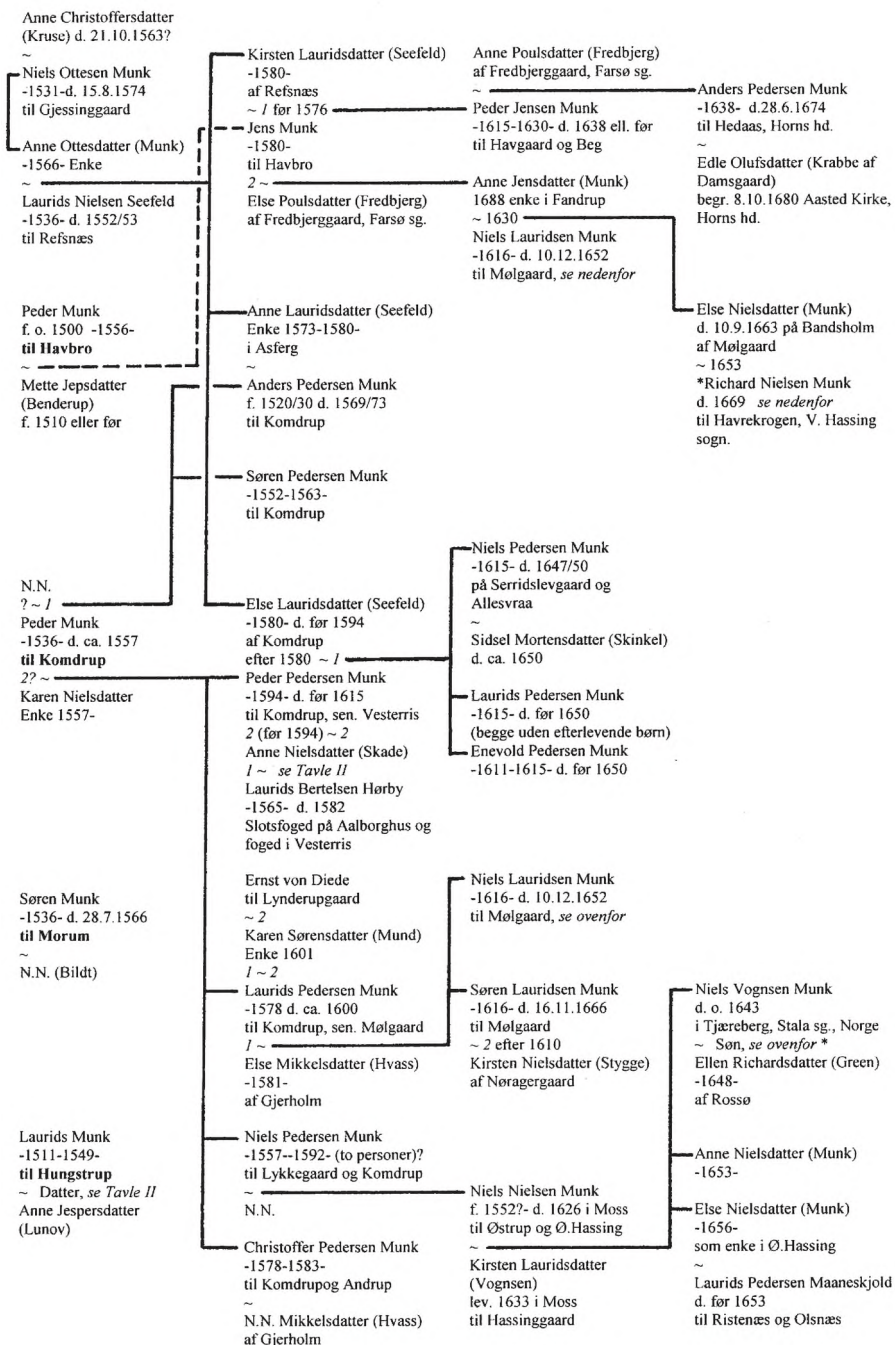 Anne Christoffersdatter
(Kruse) d. 21.10.1563?
~
Niels Ottesen Munk
-1531-d. 15.8.1574
til Gjessinggaard
Anne Ottesdatter (Munk)
-1566- Enke
~
Laurids Nielsen Seefeld
-1536- d. 1552/53
til Refsnæs
Peder Munk
f. o. 1500 -1556-
til Havbro
~
Mette Jepsdatter
(Benderup)
f. 1510 eller før
N.N.
? ~ 1
Peder Munk
-1536- d. ca. 1557
til Komdrup
2? ~
Karen Nielsdatter
Enke 1557-
Søren Munk
-1536- d. 28.7.1566
til Morum
~
N.N. (Bildt)
Laurids Munk
-1511-1549-
til Hungstrup
~ Datter, se Tavle II
Anne Jespersdatter
(Lunov)
Kirsten Lauridsdatter (Seefeld)
-1580-
af Refsnæs
~ 1 før 1576
Jens Munk
-1580-
til Havbro
2 ~
Else Poulsdatter (Fredbjerg)
af Fredbjerggaard, Farsø sg.
Anne Lauridsdatter (Seefeld)
Enke 1573-1580-
i Asferg
~
Anders Pedersen Munk
f. 1520/30 d. 1569/73
til Komdrup
Søren Pedersen Munk
-1552-1563-
til Komdrup
Else Lauridsdatter (Seefeld)
-1580- d. før 1594
af Komdrup
efter 1580 ~ 1
Peder Pedersen Munk
-1594- d. før 1615
til Komdrup, sen. Vesterris
2 (før 1594) ~ 2
Anne Nielsdatter (Skade)
1 ~ se Tavle II
Laurids Bertelsen Hørby
-1565- d. 1582
Slotsfoged på Aalborghus og
foged i Vesterris
Ernst von Diede
til Lynderupgaard
~ 2
Karen Sørensdatter (Mund)
Enke 1601
1 ~ 2
Laurids Pedersen Munk
-1578 d. ca. 1600
til Komdrup, sen. Mølgaard
1 ~
Else Mikkelsdatter (Hvass)
-1581-
af Gjerholm
Niels Pedersen Munk
-1557--1592- (to personer)?
til Lykkegaard og Komdrup
~
N.N.
Christoffer Pedersen Munk
-1578-1583-
til Komdrupog Andrup
~
N.N. Mikkelsdatter (Hvass)
af Gjerholm
Anne Poulsdatter (Fredbjerg)
af Fredbjerggaard, Farsø sg.
~
Peder Jensen Munk
-1615-1630- d. 1638 ell. før
til Havgaard og Beg
Anne Jensdatter (Munk)
1688 enke i Fandrup
~ 1630
Niels Lauridsen Munk
-1616- d. 10.12.1652
til Mølgaard, se nedenfor
Niels Pedersen Munk
-1615- d. 1647/50
på Serridslevgaard og
Allesvraa
~
Sidsel Mortensdatter (Skinkel)
d. ca. 1650
Laurids Pedersen Munk
-1615- d. før 1650
(begge uden efterlevende børn)
Enevold Pedersen Munk
-1611-1615- d. før 1650
Niels Lauridsen Munk
-1616- d. 10.12.1652
til Mølgaard, se ovenfor
Søren Lauridsen Munk
-1616- d. 16.11.1666
til Mølgaard
~ 2 efter 1610
Kirsten Nielsdatter (Stygge)
af Nøragergaard
Niels Nielsen Munk
f. 1552?- d. 1626 i Moss
til Østrup og Ø.Hassing
~
Kirsten Lauridsdatter
(Vognsen)
lev. 1633 i Moss
til Hassinggaard
Anders Pedersen Munk
-1638- d.28.6.1674
til Hedaas, Horns hd.
~
Edle Olufsdatter (Krabbe af
Damsgaard)
begr. 8.10.1680 Aasted Kirke,
Horns hd.
Else Nielsdatter (Munk)
d. 10.9.1663 på Bandsholm
af Mølgaard
~ 1653
*Richard Nielsen Munk
d. 1669 se nedenfor
til Havrekrogen, V. Hassing
sogn.
Niels Vognsen Munk
d. o. 1643
i Tjæreberg, Stala sg., Norge
~ Søn, se ovenfor *
Ellen Richardsdatter (Green)
-1648-
af Rossø
Anne Nielsdatter (Munk)
-1653-
Else Nielsdatter (Munk)
-1656-
som enke i Ø.Hassing
~
Laurids Pedersen Maaneskjold
d. før 1653
til Ristenæs og Olsnæs